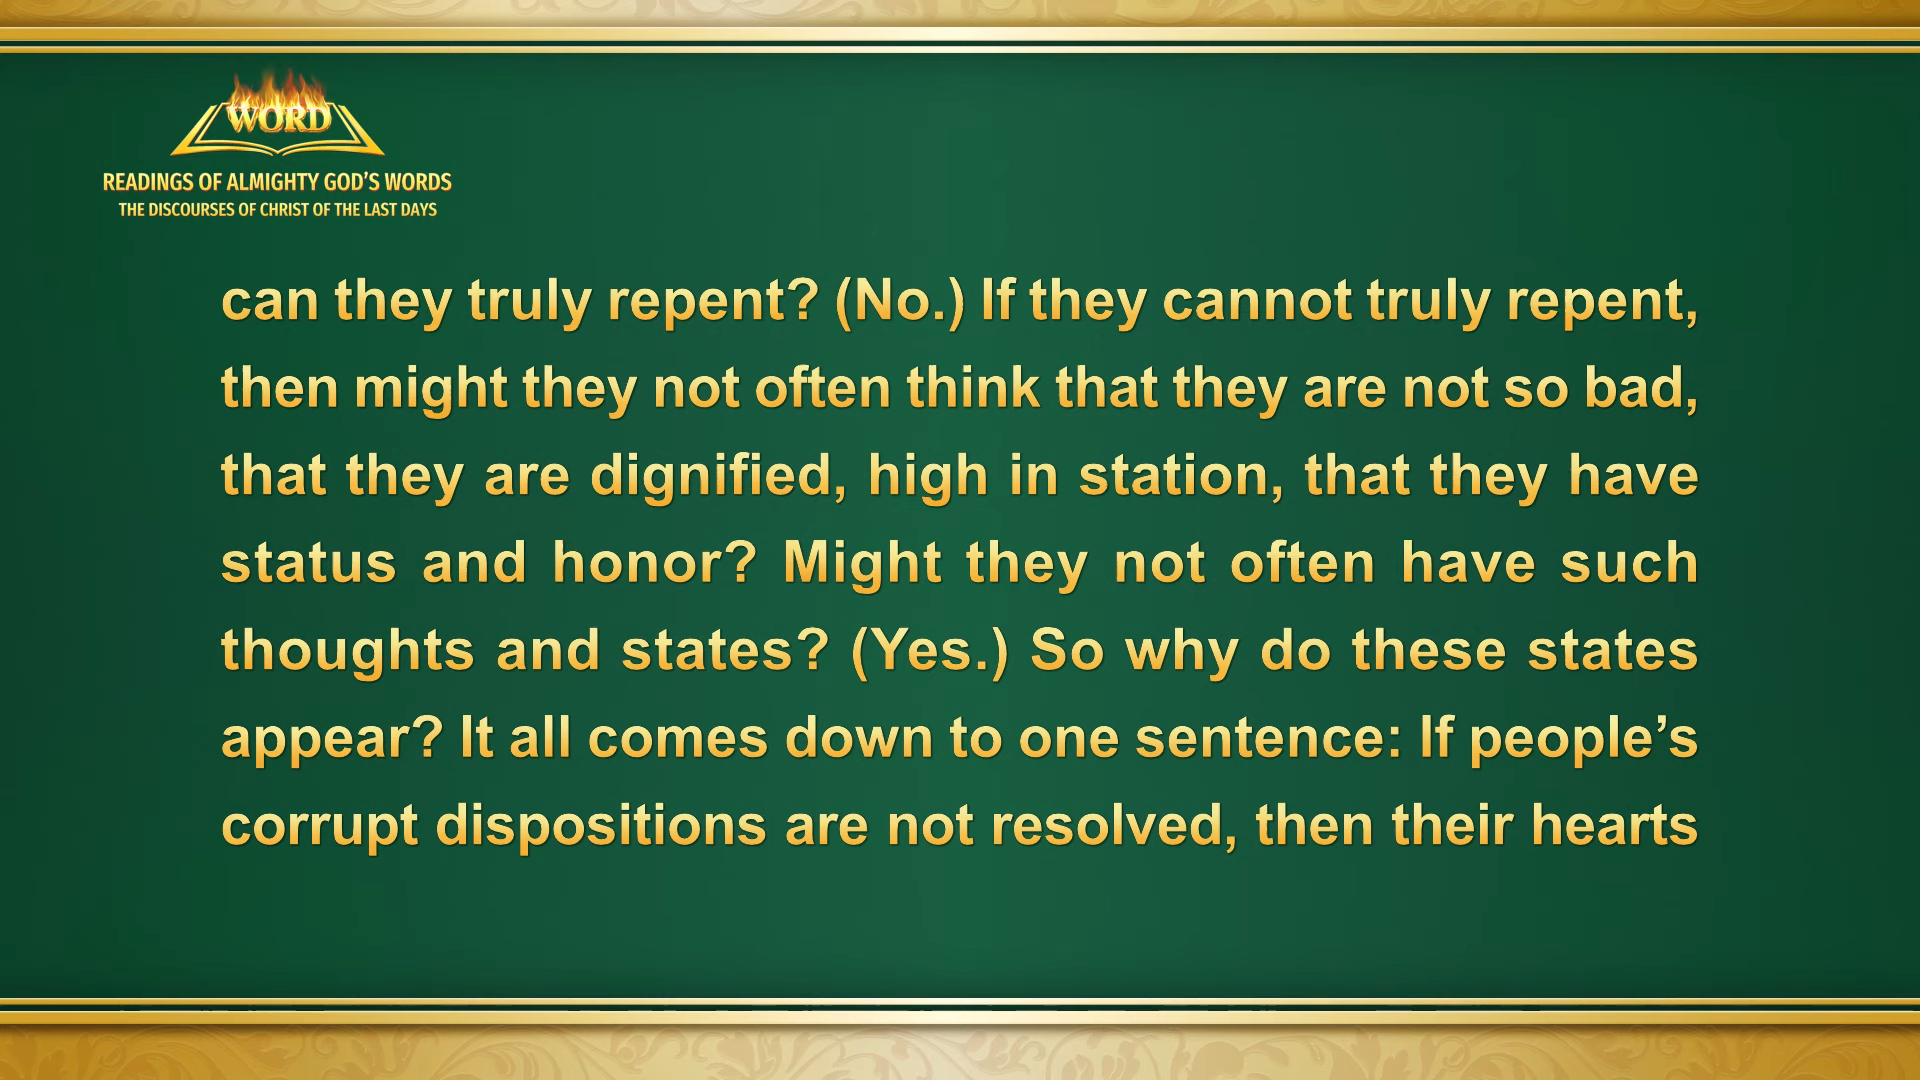 WORD
READINGS OF ALMIGHTY GOD’S WORDS
THE DISCOURSES OF CHRIST OF THE LAST DAYS
can they truly repent? (No.) If they cannot truly repent,
then might they not often think that they are not so bad,
that they are dignified, high in station, that they have
status and honor? Might they not often have such
thoughts and states? (Yes.) So why do these states
appear? It all comes down to one sentence: If people’s
corrupt dispositions are not resolved, then their hearts